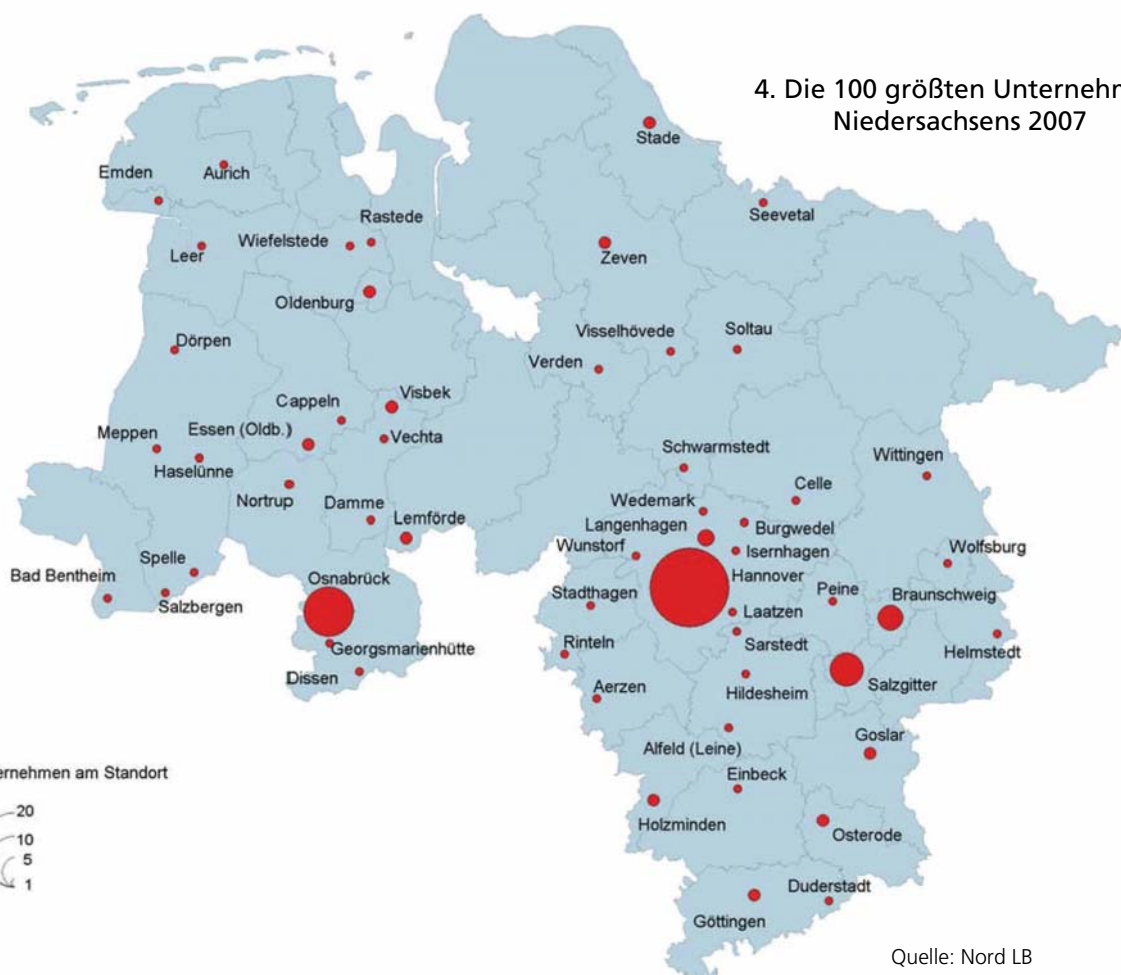 4. Die 100 größten Unternehm
Niedersachsens 2007
Stade
Emden
Aurich
Seevetal
Rastede
Wiefelstede
Leer
Zeven
Oldenburg
Visselhövede
Soltau
Dörpen
Verden
Cappeln
Visbek
Essen (Oldb.)
Meppen
Vechta
Haselünne
Schwarmstedt
Wittingen
Nortrup
Damme
Celle
Wedemark
Lemförde
Langenhagen
Burgwedel
Wunstorf
Isernhagen
Wolfsburg
Spelle
Bad Bentheim
Osnabrück
Hannover
Peine
Braunschweig
Salzbergen
Stadthagen
Laatzen
Georgsmarienhütte
Rinteln
Sarstedt
Helmstedt
Dissen
Aerzen
Hildesheim
Salzgitter
Goslar
Alfeld (Leine)
ernehmen am Standort
Einbeck
20
10
5
1
Holzminden
Osterode
Duderstadt
Göttingen
Quelle: Nord LB